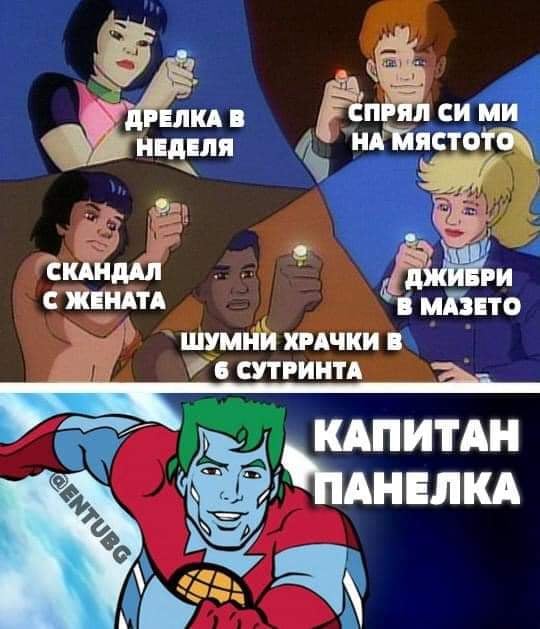 ДРЕЛКА В
НЕДЕЛЯ
СПРЯЛ СИ МИ
НА МЯСТОТО
СКАНДАЛ
С ЖЕНАТА
ДЖИБРИ
В МАЗЕТО
ШУМНИ ХРАЧКИ В
6 СУТРИНТА
КАПИТАН
ПАНЕЛКА
@ENTUBG